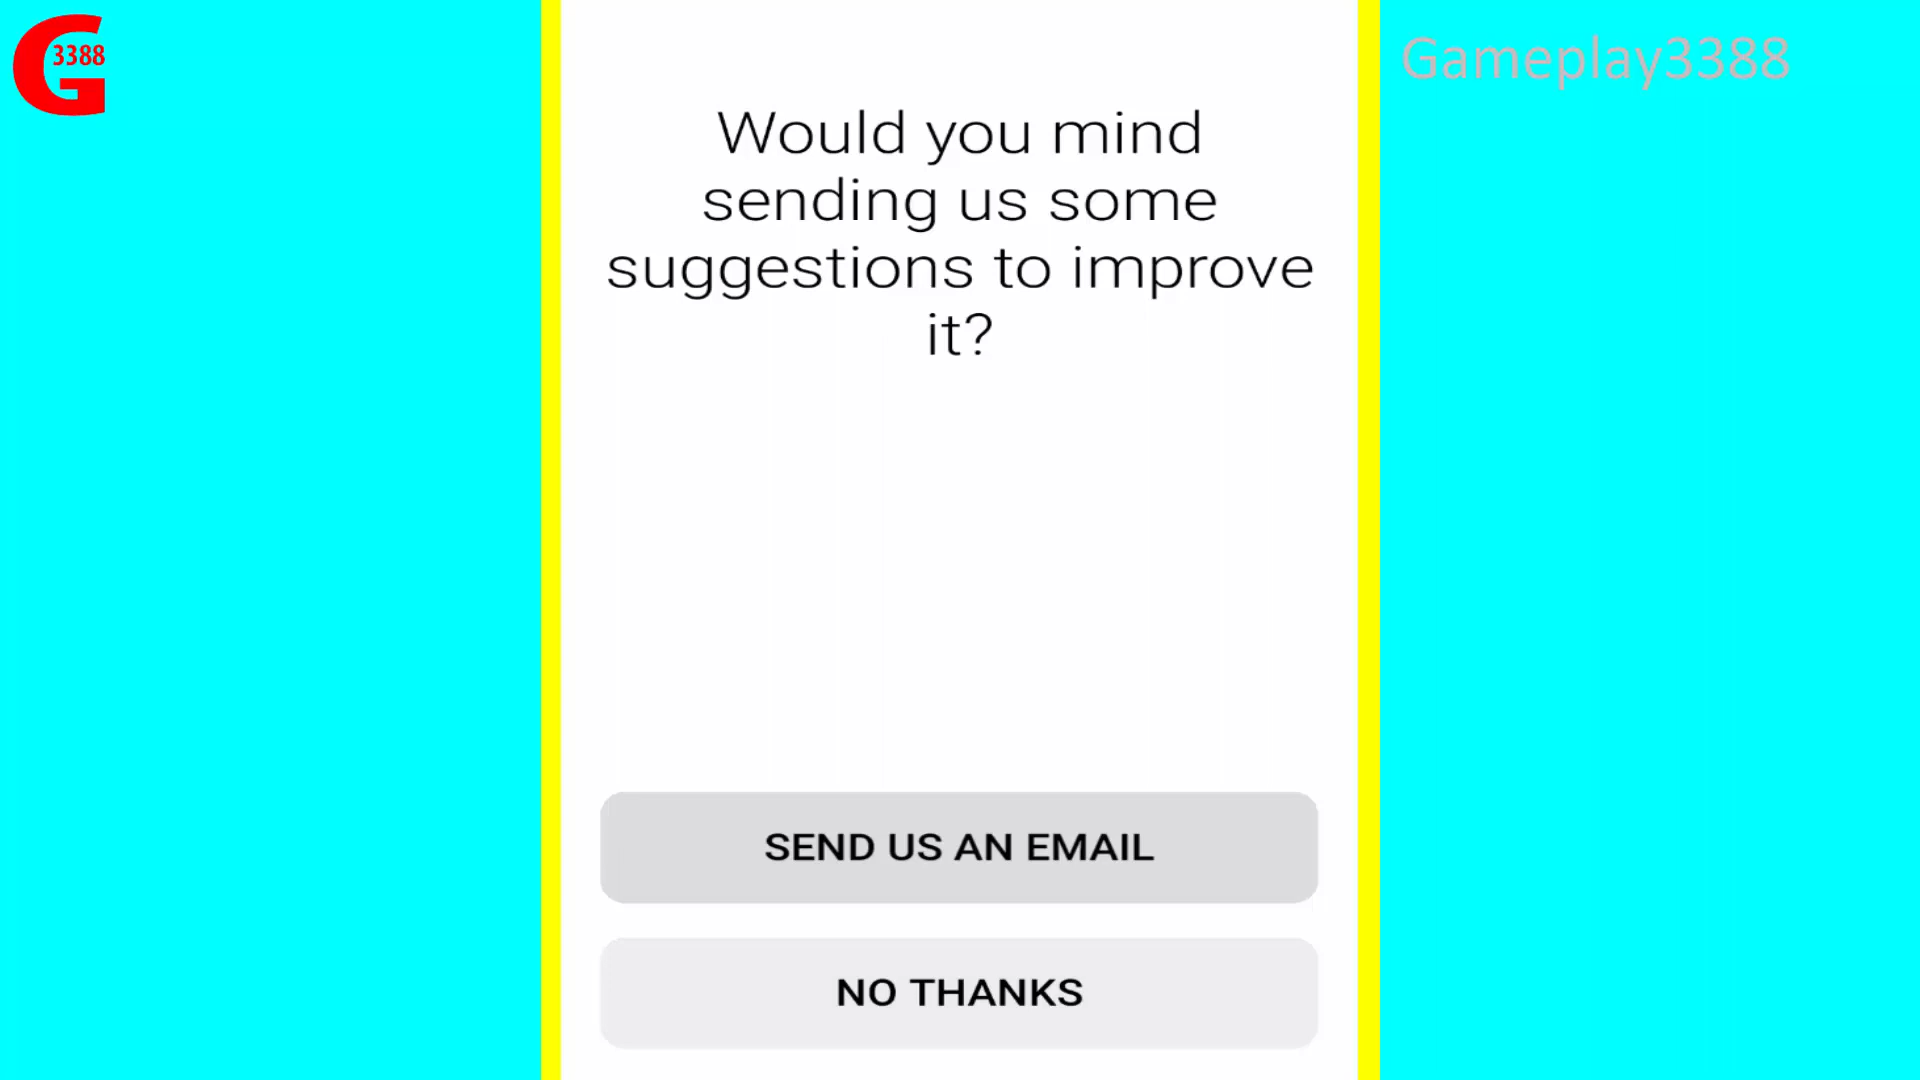 G
3388
Gameplay3388
Would you mind
sending us some
suggestions to improve
it?
SEND US AN EMAIL
NO THANKS